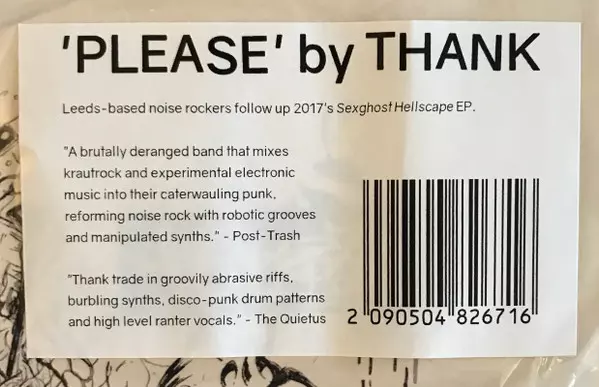 'PLEASE' by THANK
Leeds-based noise rockers follow up 2017's Sexghost Hellscape EP.
"A brutally deranged band that mixes
krautrock and experimental electronic
music into their caterwauling punk,
reforming noise rock with robotic grooves
and manipulated synths." - Post-Trash
"Thank trade in groovily abrasive riffs,
burbling synths, disco-punk drum patterns
and high level ranter vocals." - The Quietus
2 090504 826716